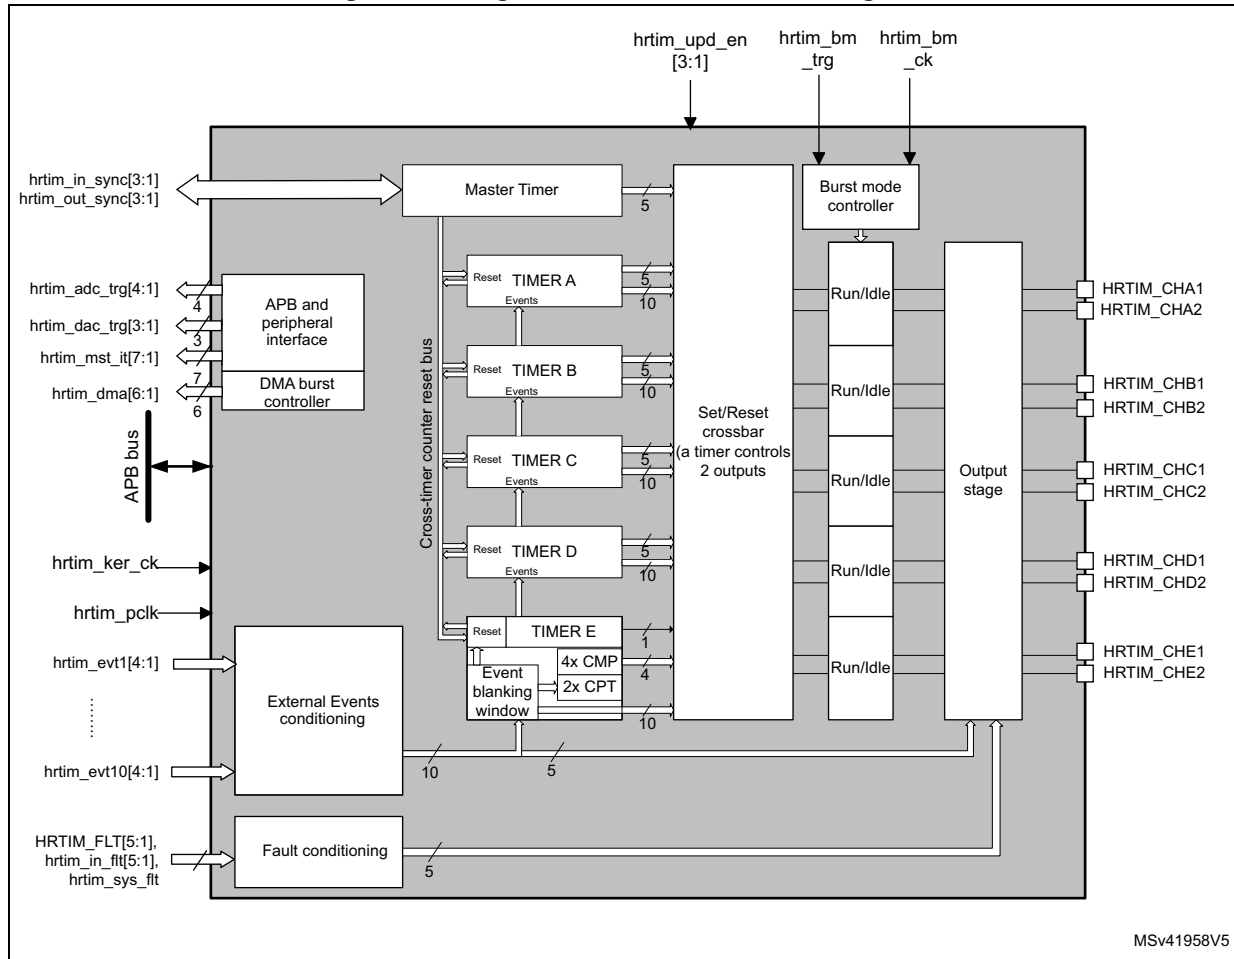 hrtim_upd_en
[3:1]
hrtim_bm
_trg
hrtim_bm
_ck
hrtim_in_sync[3:1]
hrtim_out_sync[3:1]
Master Timer
5
Burst mode
controller
hrtim_adc_trg[4:1]
4
hrtim_dac_trg[3:1]
3
hrtim_mst_it[7:1]
7
hrtim_dma[6:1]
6
APB and
peripheral
interface
DMA burst
controller
APB bus
Cross-timer counter reset bus
Reset
TIMER A
Events
5
10
Reset
TIMER B
Events
5
10
Reset
TIMER C
Events
5
10
Reset
TIMER D
Events
5
10
Reset
TIMER E
1
4x CMP
4
2x CPT
Event
blanking
window
10
Set/Reset
crossbar
(a timer controls
2 outputs
Run/Idle
Run/Idle
Run/Idle
Run/Idle
Run/Idle
Output
stage
HRTIM_CHA1
HRTIM_CHA2
HRTIM_CHB1
HRTIM_CHB2
HRTIM_CHC1
HRTIM_CHC2
HRTIM_CHD1
HRTIM_CHD2
HRTIM_CHE1
HRTIM_CHE2
hrtim_ker_ck
hrtim_pclk
hrtim_evt1[4:1]
........
hrtim_evt10[4:1]
External Events
conditioning
10
5
HRTIM_FLT[5:1],
hrtim_in_flt[5:1],
hrtim_sys_flt
Fault conditioning
5
MSv41958V5